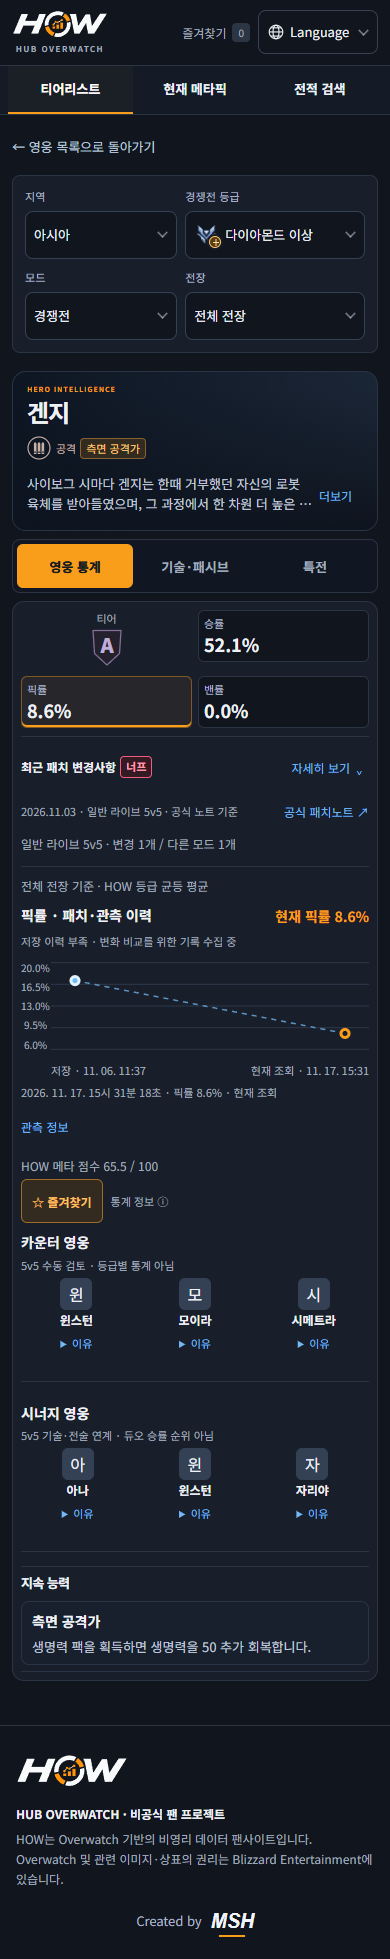 HOW
HUB OVERWATCH
즐겨찾기 0
Language
티어리스트 현재 메타픽 전적 검색
← 영웅 목록으로 돌아가기
지역 경쟁전 등급
아시아 다이아몬드 이상
모드 전장
경쟁전 전체 전장
HERO INTELLIGENCE
겐지
공격 측면 공격가
사이보그 시마다 겐지는 한때 거부했던 자신의 로봇
육체를 받아들였으며, 그 과정에서 한 차원 더 높은 … 더보기
영웅 통계 기술·패시브 특전
티어 승률
A 52.1%
픽률 밴률
8.6% 0.0%
최근 패치 변경사항 너프 자세히 보기 ⌄
2026.11.03 · 일반 라이브 5v5 · 공식 노트 기준 공식 패치노트 ↗
일반 라이브 5v5 · 변경 1개 / 다른 모드 1개
전체 전장 기준 · HOW 등급 균등 평균
픽률 · 패치·관측 이력 현재 픽률 8.6%
저장 이력 부족 · 변화 비교를 위한 기록 수집 중
20.0%
16.5%
13.0%
9.5%
6.0%
저장 · 11. 06. 11:37 현재 조회 · 11. 17. 15:31
2026. 11. 17. 15시 31분 18초 · 픽률 8.6% · 현재 조회
관측 정보
HOW 메타 점수 65.5 / 100
☆ 즐겨찾기 통계 정보 ⓘ
카운터 영웅
5v5 수동 검토 · 등급별 통계 아님
윈 모 시
윈스턴 모이라 시메트라
▶ 이유 ▶ 이유 ▶ 이유
시너지 영웅
5v5 기술·전술 연계 · 듀오 승률 순위 아님
아 윈 자
아나 윈스턴 자리야
▶ 이유 ▶ 이유 ▶ 이유
지속 능력
측면 공격가
생명력 팩을 획득하면 생명력을 50 추가 회복합니다.
HOW
HUB OVERWATCH · 비공식 팬 프로젝트
HOW는 Overwatch 기반의 비영리 데이터 팬사이트입니다.
Overwatch 및 관련 이미지·상표의 권리는 Blizzard Entertainment에
있습니다.
Created by MSH